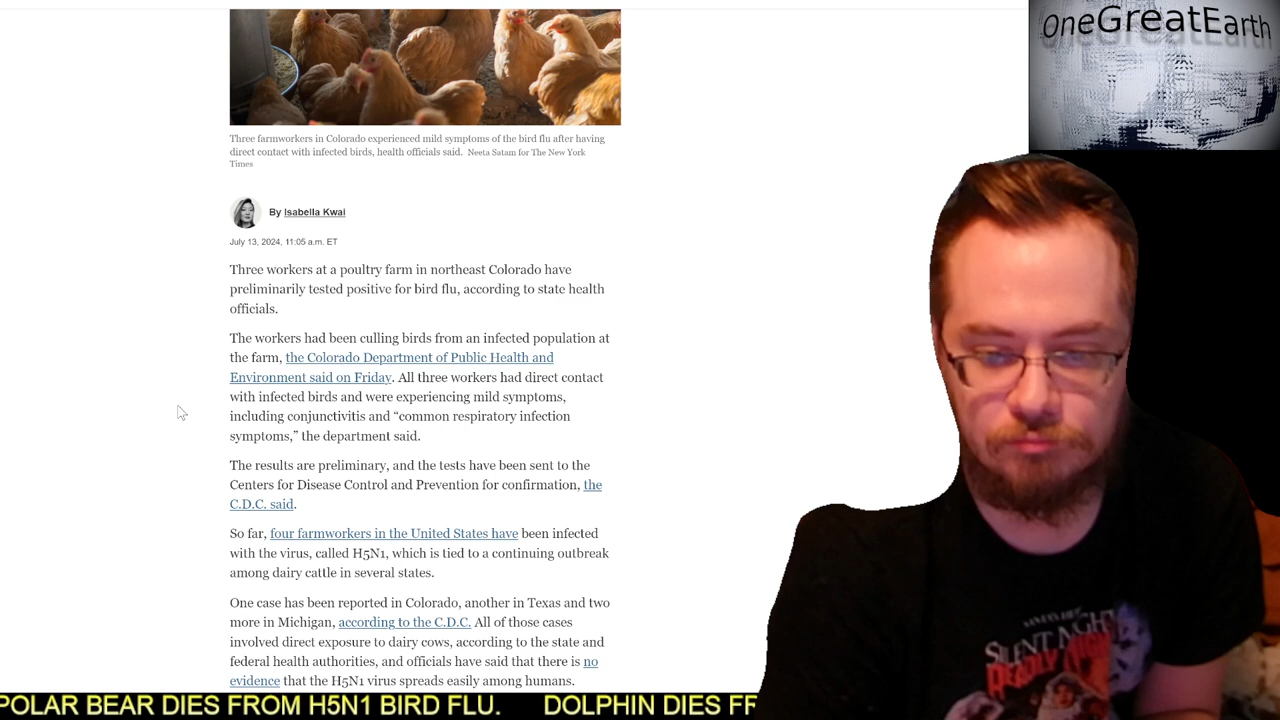 OneGreatEarth
Three farmworkers in Colorado experienced mild symptoms of the bird flu after having
direct contact with infected birds, health officials said. Neeta Satam for The New York
Times
By Isabella Kwai
July 13, 2024, 11:05 a.m. ET
Three workers at a poultry farm in northeast Colorado have
preliminarily tested positive for bird flu, according to state health
officials.
The workers had been culling birds from an infected population at
the farm, the Colorado Department of Public Health and
Environment said on Friday. All three workers had direct contact
with infected birds and were experiencing mild symptoms,
including conjunctivitis and “common respiratory infection
symptoms,” the department said.
The results are preliminary, and the tests have been sent to the
Centers for Disease Control and Prevention for confirmation, the
C.D.C. said.
So far, four farmworkers in the United States have been infected
with the virus, called H5N1, which is tied to a continuing outbreak
among dairy cattle in several states.
One case has been reported in Colorado, another in Texas and two
more in Michigan, according to the C.D.C. All of those cases
involved direct exposure to dairy cows, according to the state and
federal health authorities, and officials have said that there is no
evidence that the H5N1 virus spreads easily among humans.
SILENT NIGHT
DEADLY
POLAR BEAR DIES FROM H5N1 BIRD FLU. DOLPHIN DIES FR